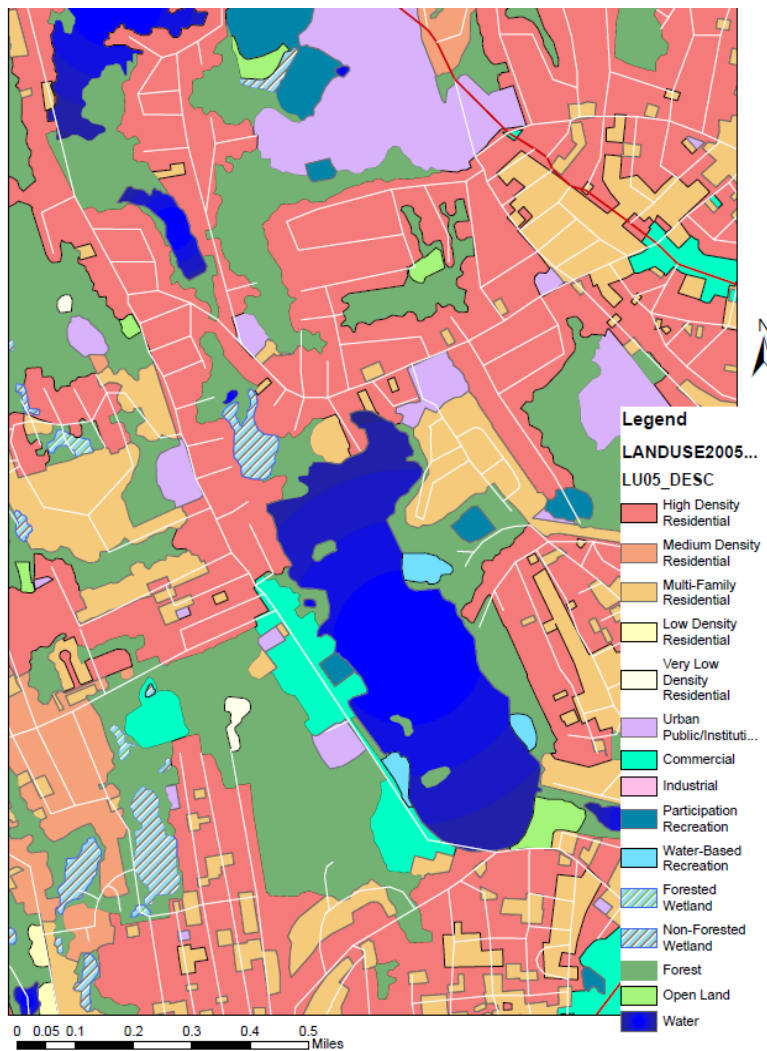 N
Legend
LANDUSE2005...
LU05_DESC
High Density
Residential
Medium Density
Residential
Multi-Family
Residential
Low Density
Residential
Very Low
Density
Residential
Urban
Public/Instituti...
Commercial
Industrial
Participation
Recreation
Water-Based
Recreation
Forested
Wetland
Non-Forested
Wetland
Forest
Open Land
Water
0 0.05 0.1 0.2 0.3 0.4 0.5
Miles